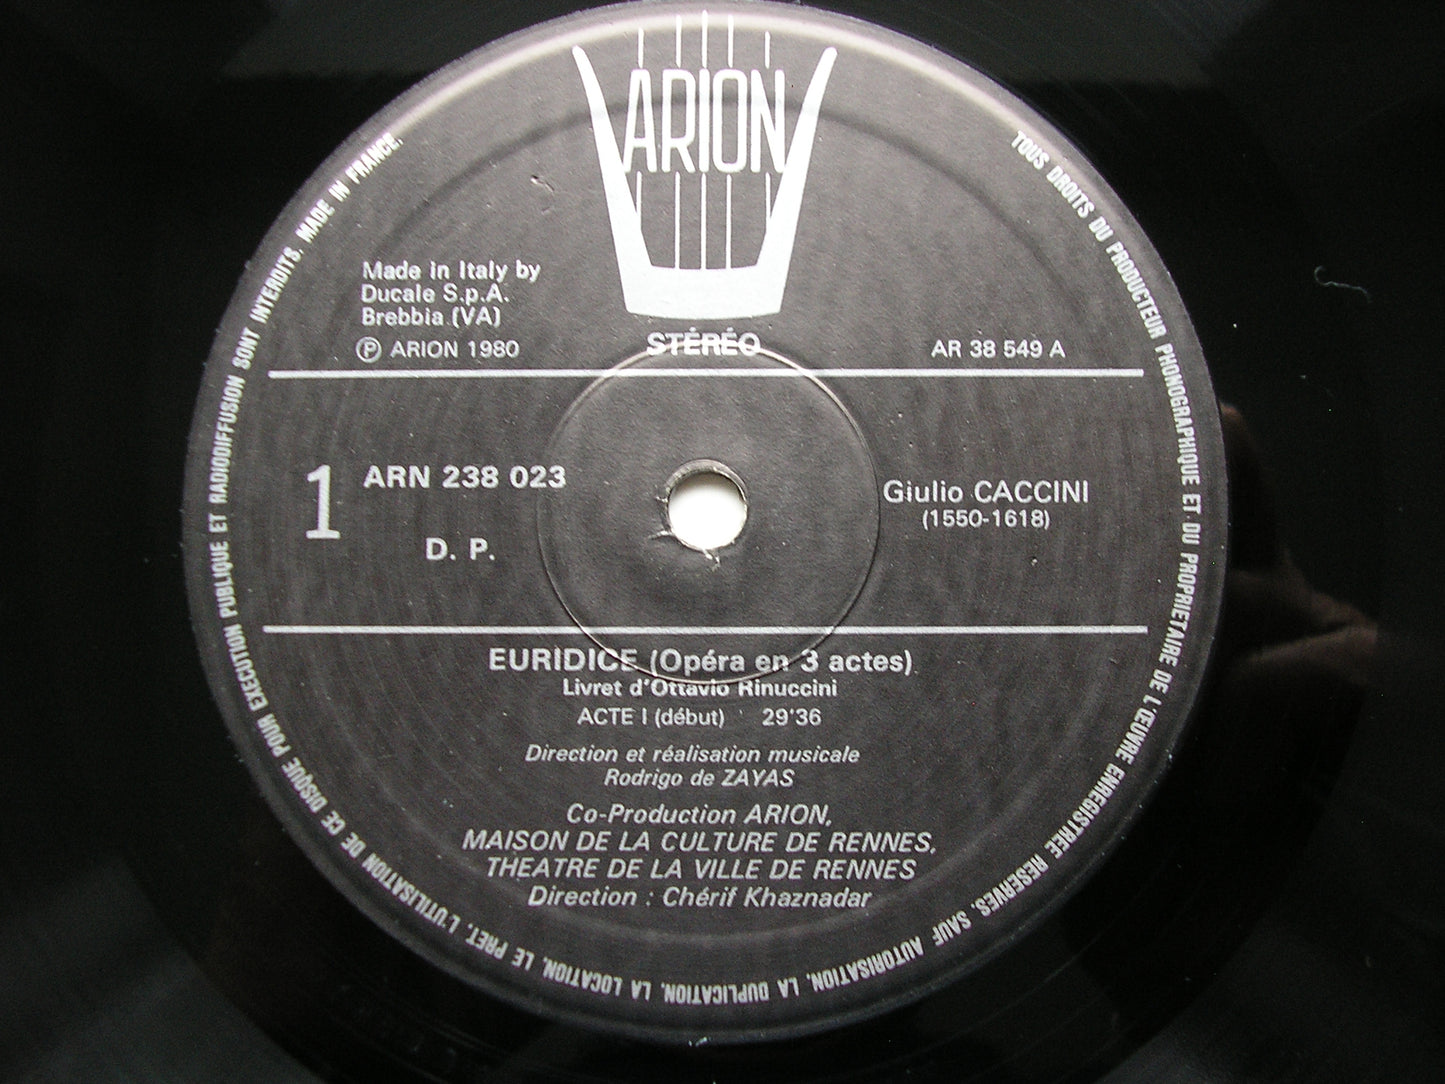 ARION
Made in Italy by
Ducale S.p.A.
Brebbia (VA)
Ⓟ ARION 1980
STÉRÉO
AR 38 549 A
1
ARN 238 023
D. P.
Giulio CACCINI
(1550-1618)
EURIDICE (Opéra en 3 actes)
Livret d'Ottavio Rinuccini
ACTE I (début) 29'36
Direction et réalisation musicale
Rodrigo de ZAYAS
Co-Production ARION,
MAISON DE LA CULTURE DE RENNES,
THEATRE DE LA VILLE DE RENNES
Direction : Chérif Khaznadar
TOUS DROITS DU PRODUCTEUR PHONOGRAPHIQUE ET DU PROPRIETAIRE DE L'ŒUVRE ENREGISTREE RESERVES. SAUF AUTORISATION, LA DUPLICATION, LA LOCATION, LE PRET, L'UTILISATION DE CE DISQUE POUR EXECUTION PUBLIQUE ET RADIODIFFUSION SONT INTERDITS. MADE IN FRANCE.